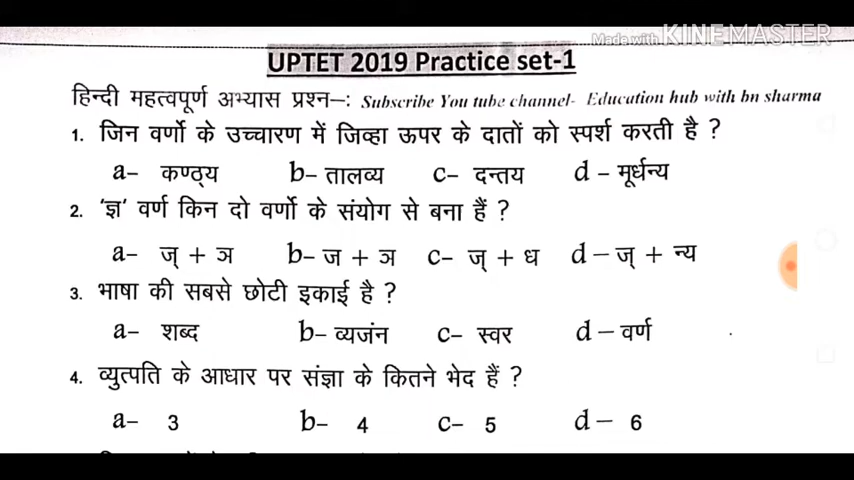 Made with KINEMASTER
UPTET 2019 Practice set-1
हिन्दी महत्वपूर्ण अभ्यास प्रश्न–: Subscribe You tube channel- Education hub with bn sharma
1. जिन वर्णो के उच्चारण में जिव्हा ऊपर के दातों को स्पर्श करती है ?
a– कण्ठ्य b– तालव्य c– दन्तय d – मूर्धन्य
2. 'ज्ञ' वर्ण किन दो वर्णो के संयोग से बना हैं ?
a– ज् + ञ b– ज + ञ c– ज् + ध d – ज् + न्य
3. भाषा की सबसे छोटी इकाई है ?
a– शब्द b– व्यजंन c– स्वर d – वर्ण
4. व्युत्पति के आधार पर संज्ञा के कितने भेद हैं ?
a– 3 b– 4 c– 5 d – 6